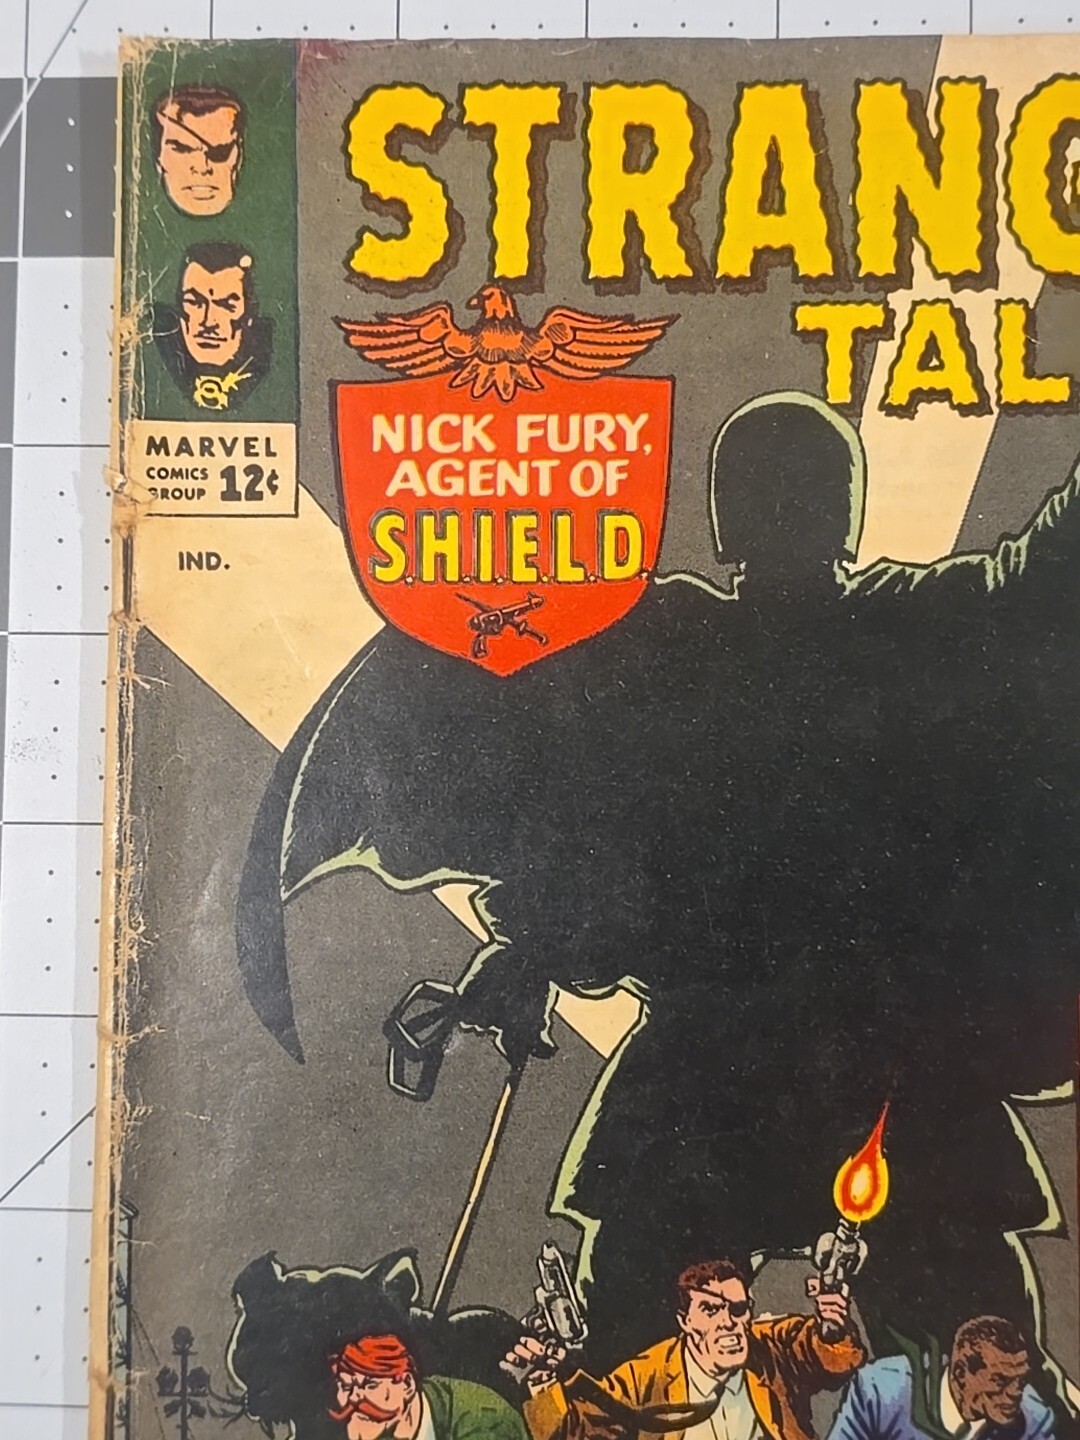 STRANG
TAL
NICK FURY,
AGENT OF
S.H.I.E.L.D.
MARVEL
COMICS
GROUP
12¢
IND.